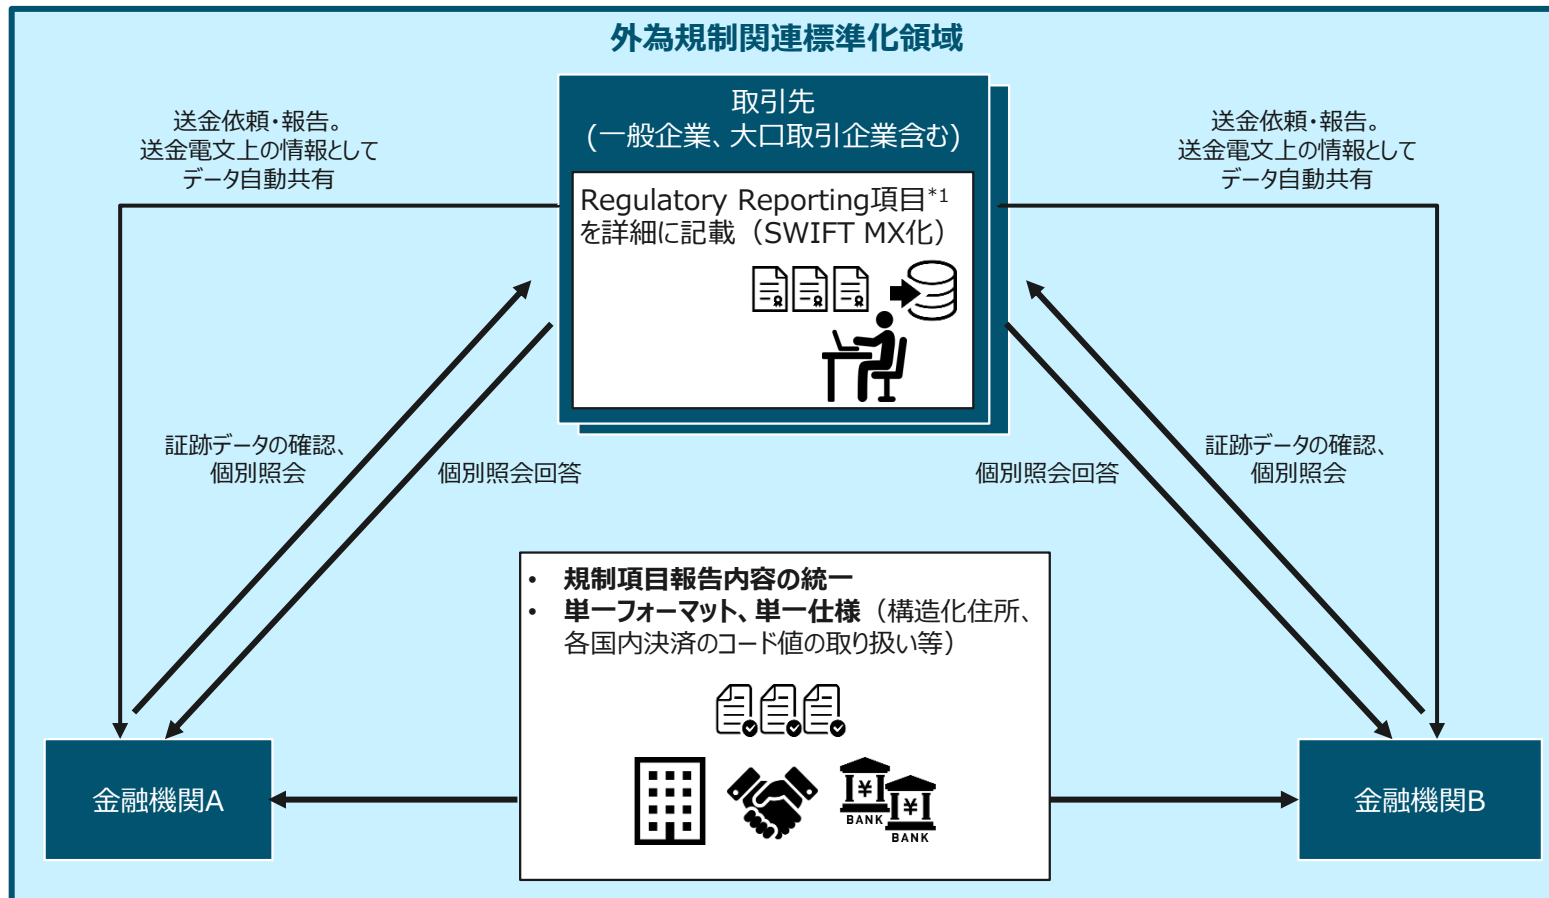 外為規制関連標準化領域
取引先
(一般企業、大口取引企業含む)
送金依頼・報告。
送金電文上の情報として
データ自動共有
送金依頼・報告。
送金電文上の情報として
データ自動共有
Regulatory Reporting項目*1
を詳細に記載（SWIFT MX化）
証跡データの確認、
個別照会
個別照会回答
個別照会回答
証跡データの確認、
個別照会
• 規制項目報告内容の統一
• 単一フォーマット、単一仕様（構造化住所、
各国内決済のコード値の取り扱い等）
¥
BANK
¥
BANK
金融機関A
金融機関B